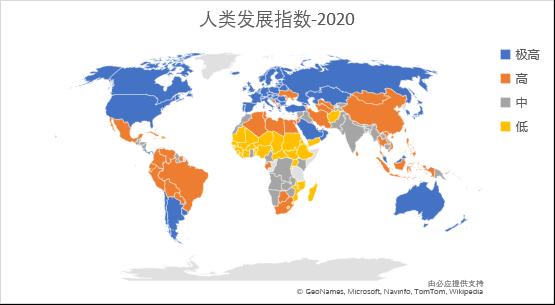 人类发展指数-2020
极高
高
中
低
由必应提供支持
© GeoNames, Microsoft, Navinfo, TomTom, Wikipedia